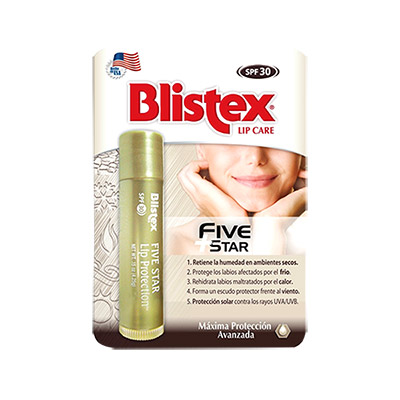 SPF 30
Blistex®
LIP CARE
FIVE
STAR
1. Retiene la humedad en ambientes secos.
2. Protege los labios afectados por el frío.
3. Rehidrata labios maltratados por el calor.
4. Forma un escudo protector frente al viento.
5. Protección solar contra los rayos UVA/UVB.
Máxima Protección
Avanzada
Blistex
SPF 30
FIVE STAR
Lip Protection